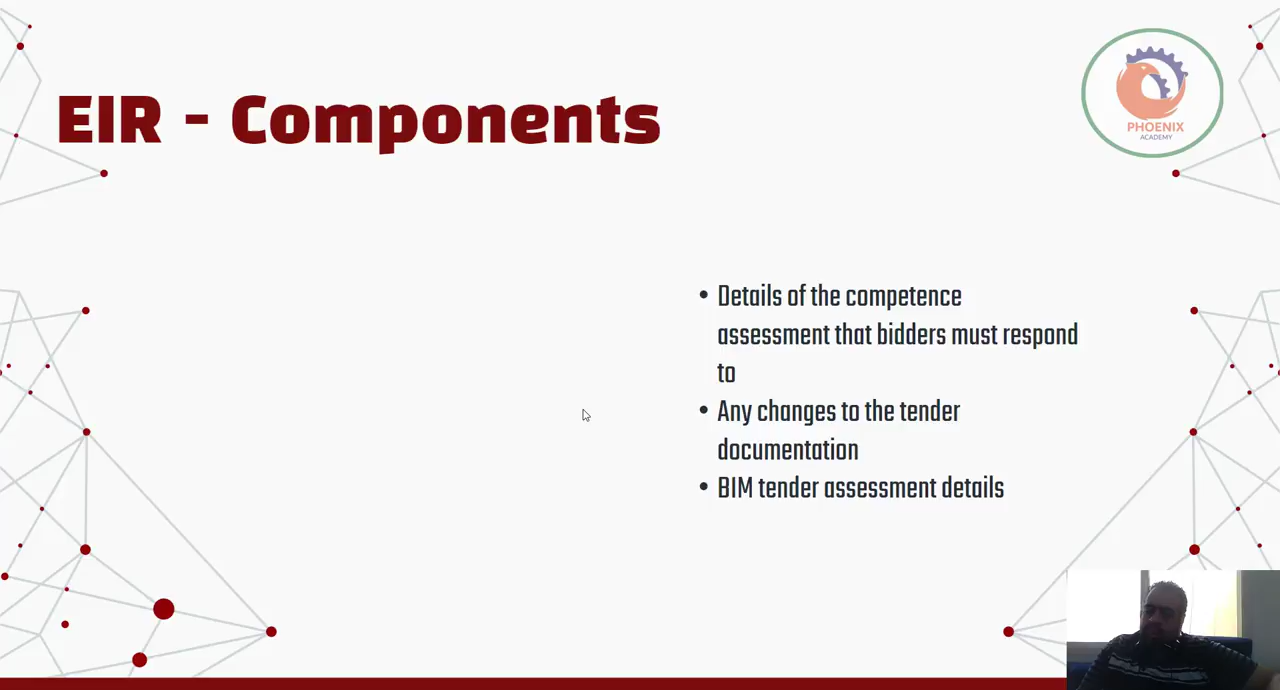 EIR - Components
PHOENIX
ACADEMY
• Details of the competence
assessment that bidders must respond
to
• Any changes to the tender
documentation
• BIM tender assessment details